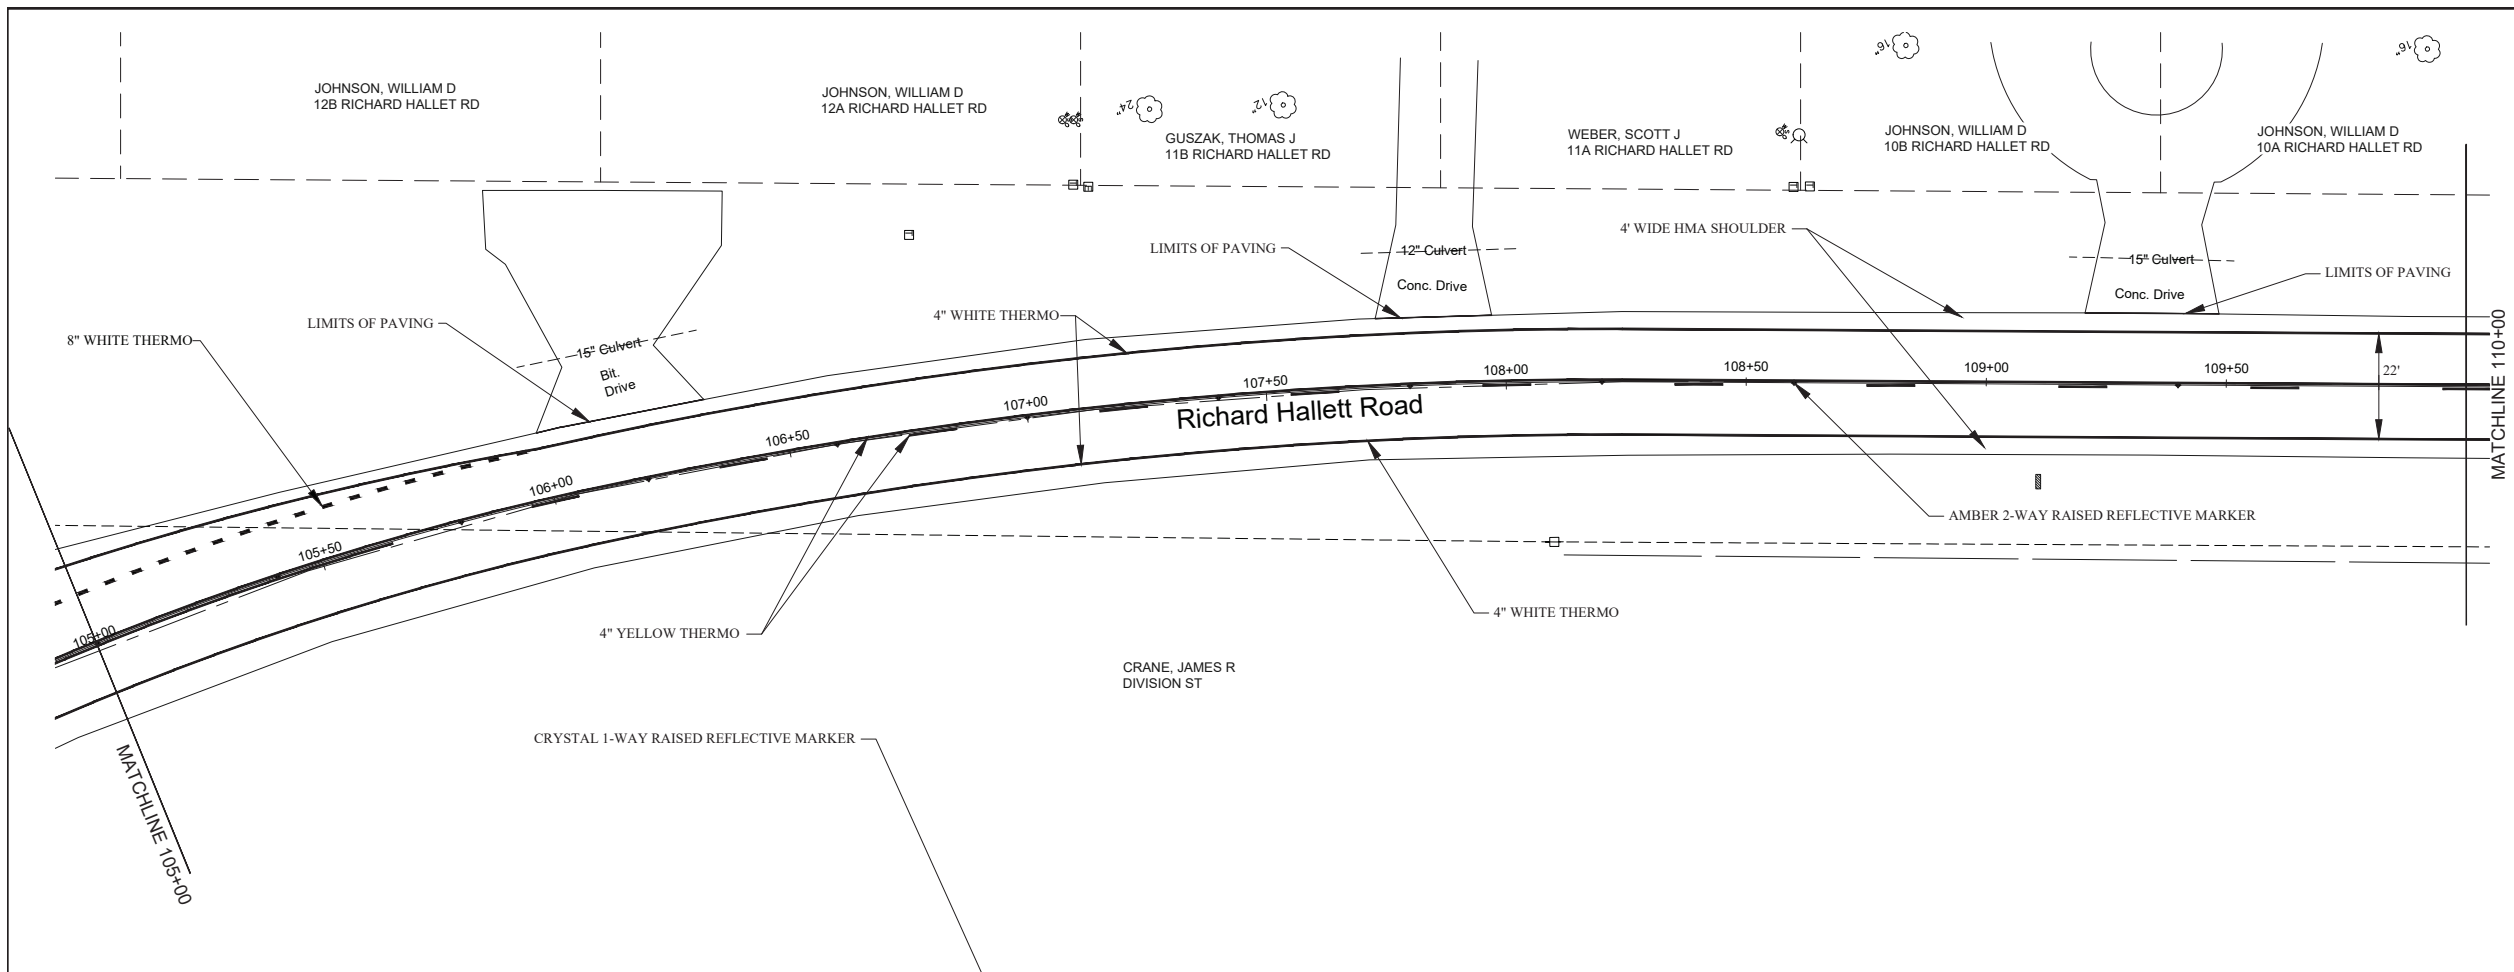 16"
16"
JOHNSON, WILLIAM D
12B RICHARD HALLET RD
JOHNSON, WILLIAM D
12A RICHARD HALLET RD
24"
12"
GUSZAK, THOMAS J
11B RICHARD HALLET RD
WEBER, SCOTT J
11A RICHARD HALLET RD
JOHNSON, WILLIAM D
10B RICHARD HALLET RD
JOHNSON, WILLIAM D
10A RICHARD HALLET RD
4' WIDE HMA SHOULDER
LIMITS OF PAVING
12" Culvert
Conc. Drive
15" Culvert
Conc. Drive
LIMITS OF PAVING
4" WHITE THERMO
LIMITS OF PAVING
8" WHITE THERMO
15" Culvert
Bit.
Drive
105+00
105+50
106+00
106+50
107+00
107+50
108+00
108+50
109+00
109+50
22'
MATCHLINE 110+00
Richard Hallett Road
AMBER 2-WAY RAISED REFLECTIVE MARKER
4" YELLOW THERMO
4" WHITE THERMO
CRANE, JAMES R
DIVISION ST
CRYSTAL 1-WAY RAISED REFLECTIVE MARKER
MATCHLINE 105+00